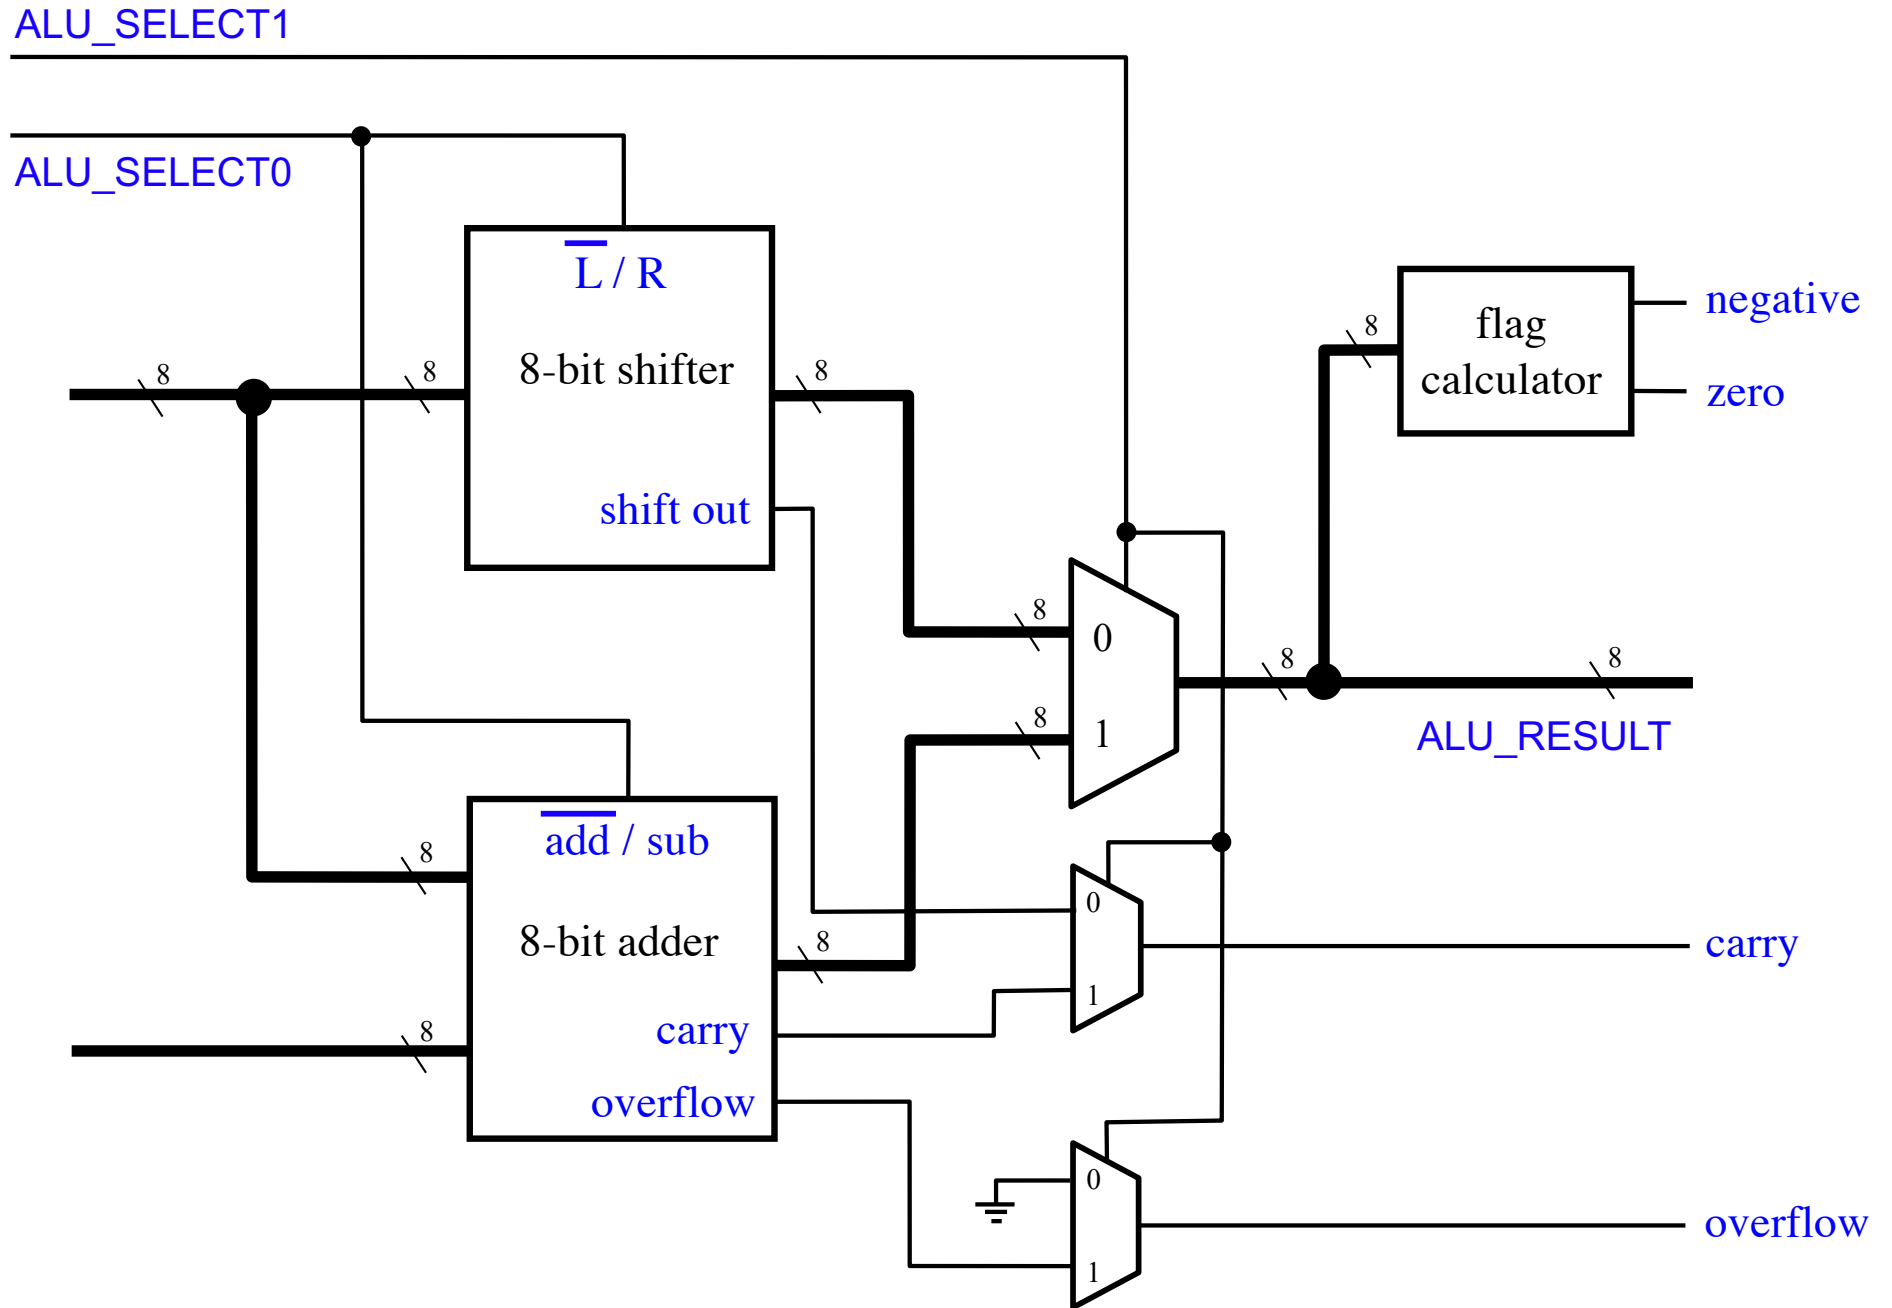 ALU_SELECT1
ALU_SELECT0
L / R
8-bit shifter
shift out
8
8
8
add / sub
8-bit adder
carry
overflow
8
8
8
8
0
8
1
0
1
0
1
8
8
ALU_RESULT
8
flag
calculator
negative
zero
carry
overflow